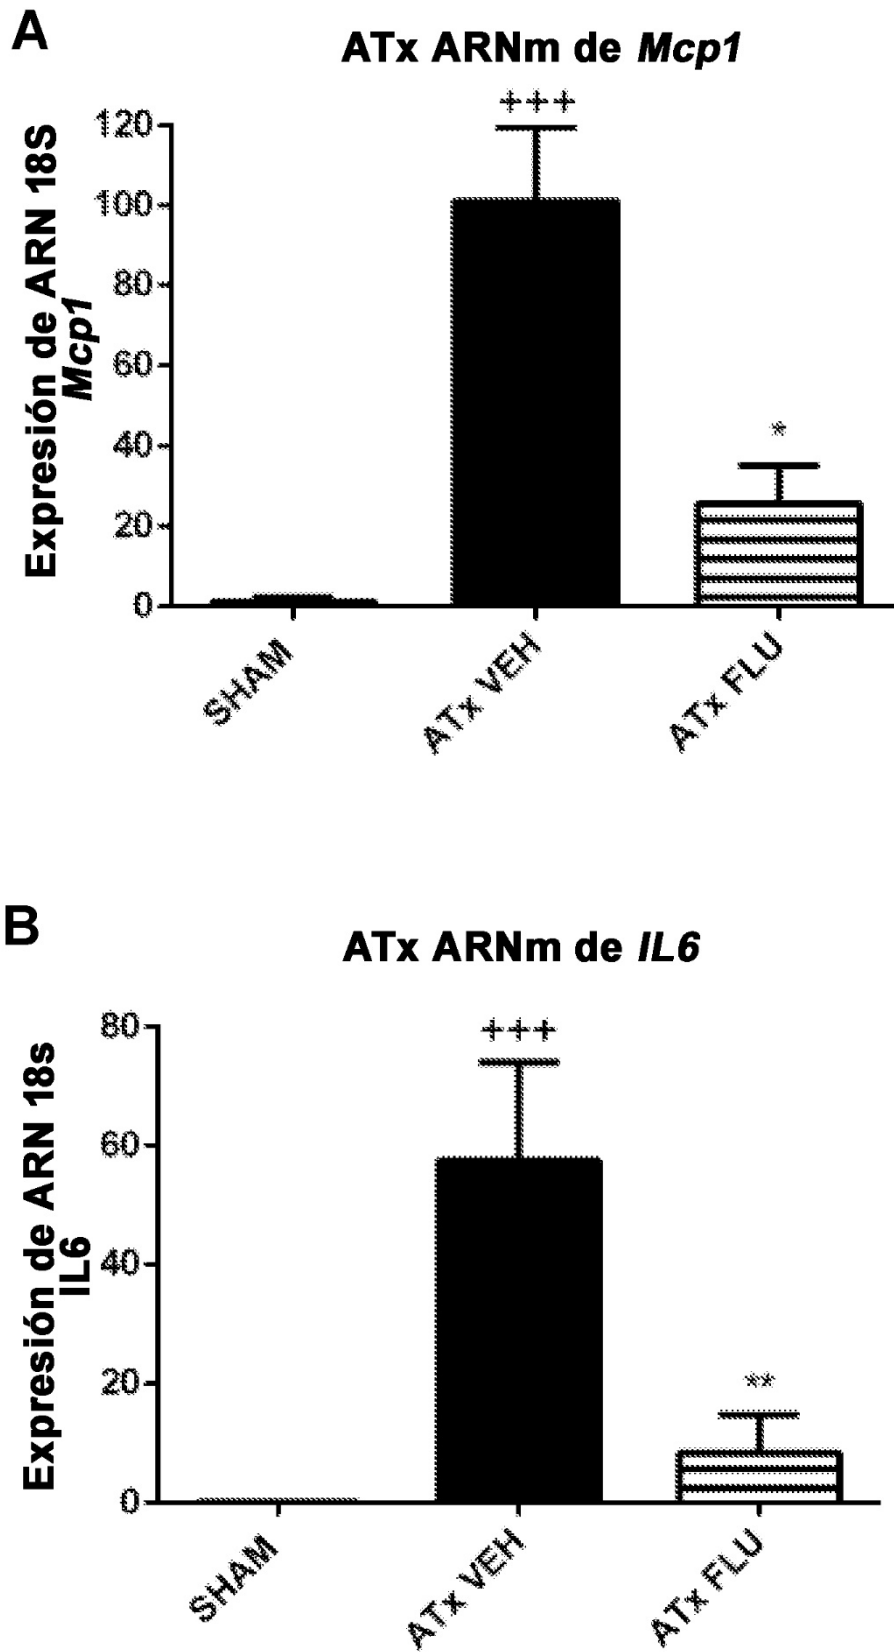 A
ATx ARNm de Mcp1
+++
120
100
80
60
40
20
0
Expresión de ARN 18S
Mcp1
*
SHAM
ATx VEH
ATx FLU
B
ATx ARNm de IL6
+++
80
60
40
20
0
Expresión de ARN 18s
IL6
**
SHAM
ATx VEH
ATx FLU